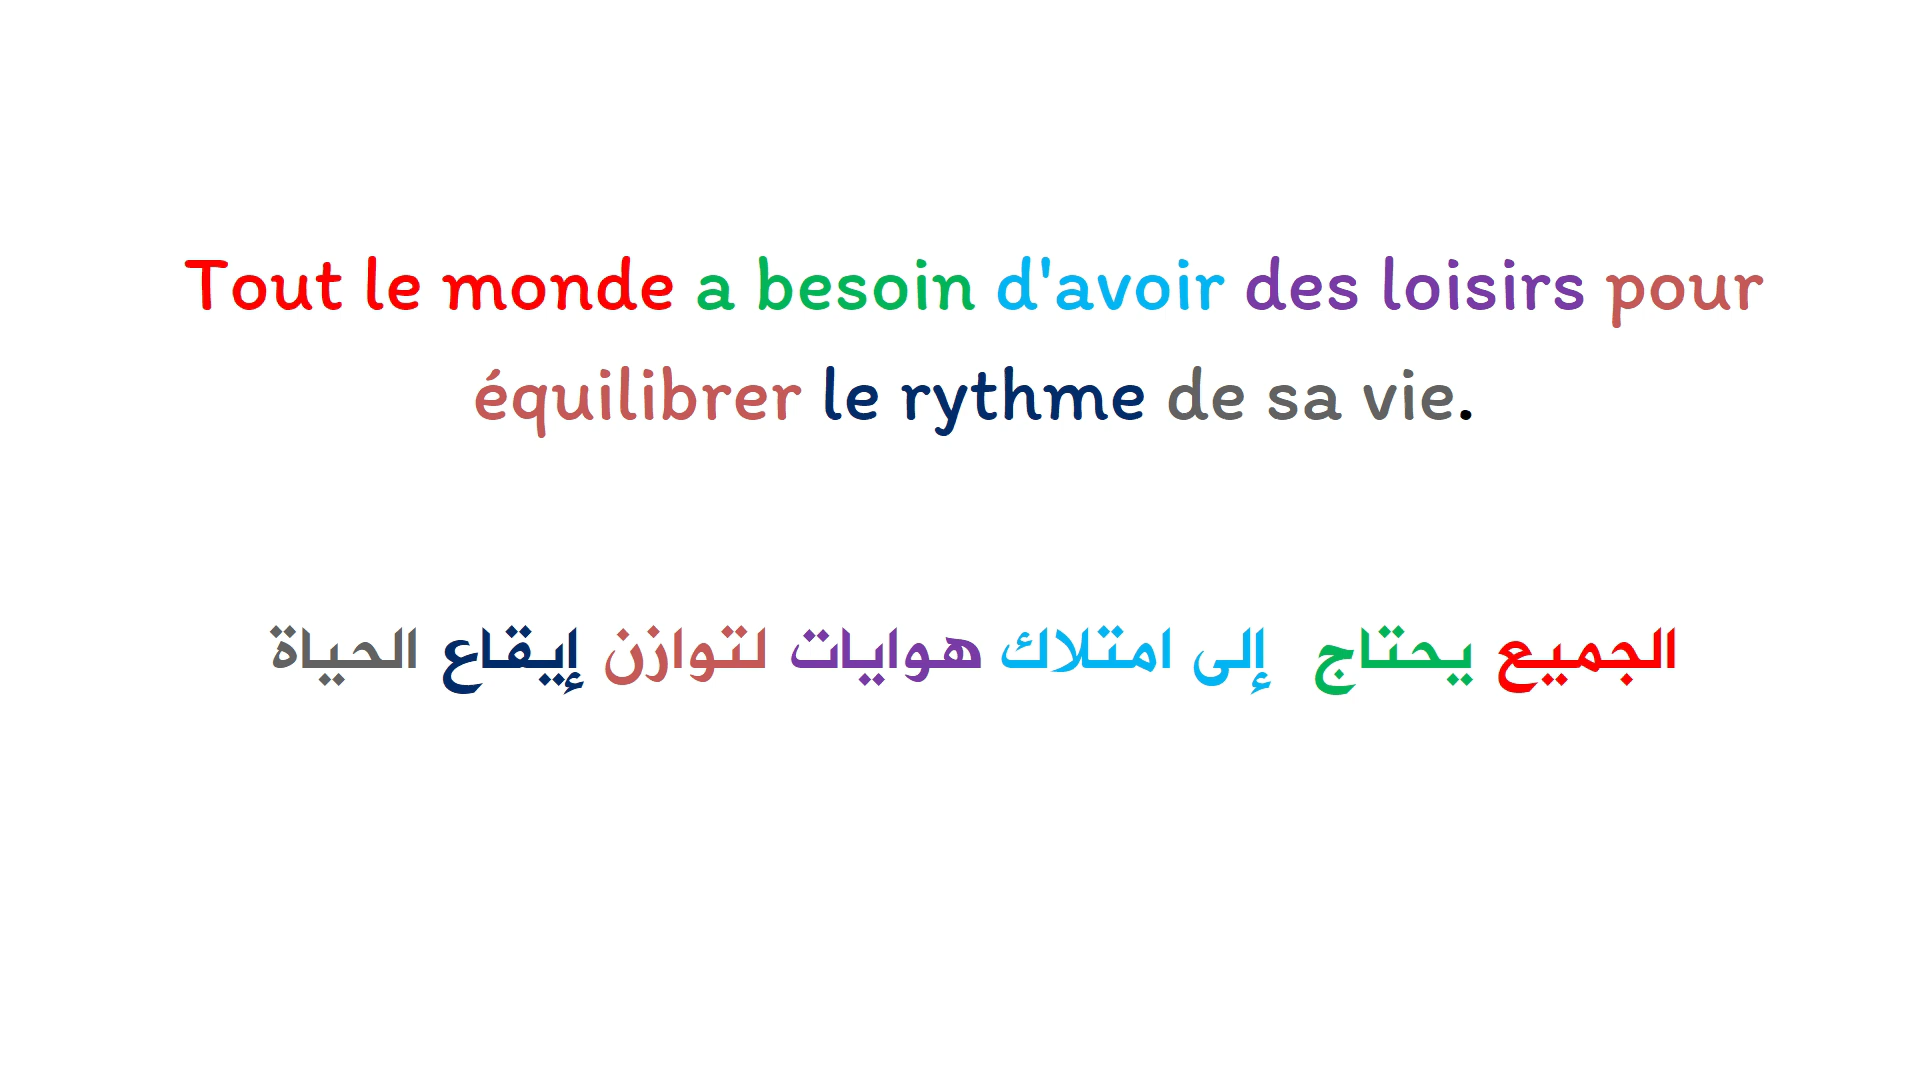 Tout le monde a besoin d'avoir des loisirs pour
équilibrer le rythme de sa vie.
الجميع يحتاج إلى امتلاك هوايات لتوازن إيقاع الحياة